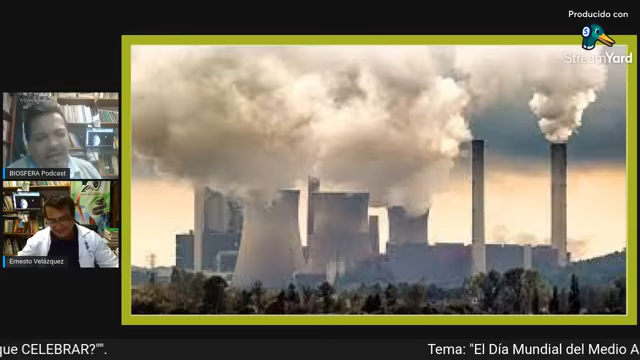 Producido con
StreamYard
BIOSFERA Podcast
Ernesto Velázquez
que CELEBRAR?"".
Tema: "El Día Mundial del Medio A